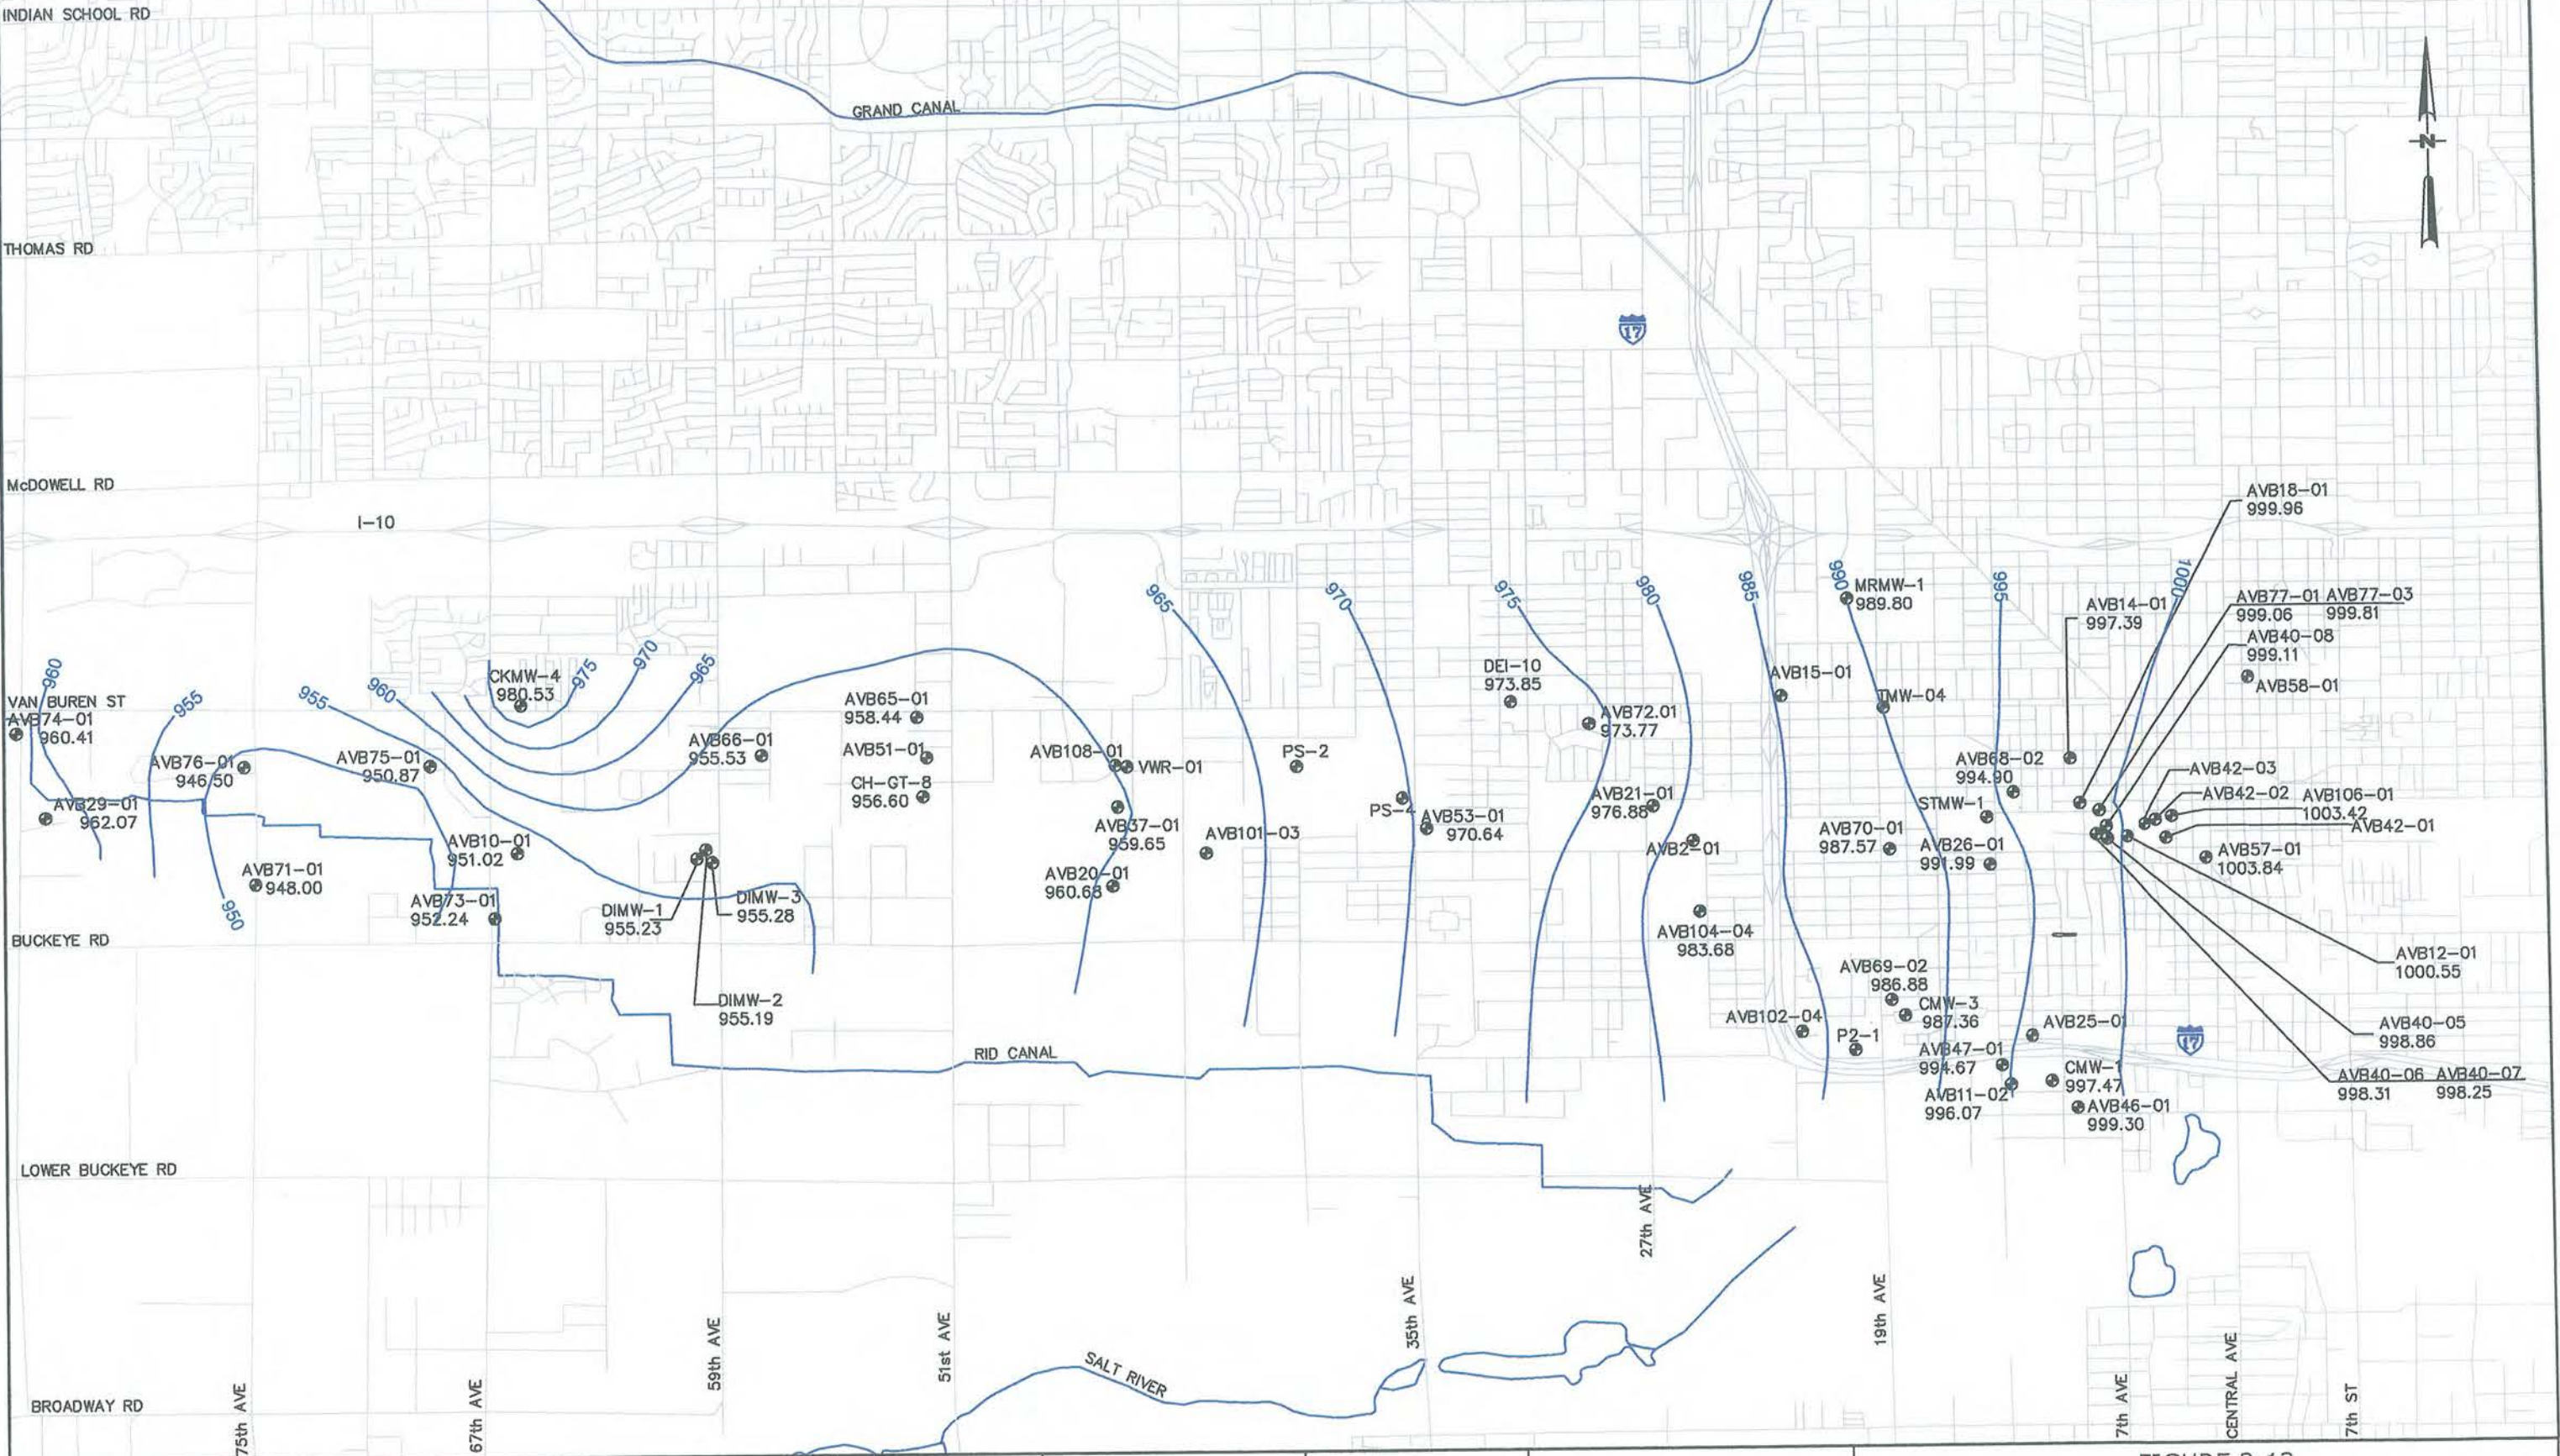 INDIAN SCHOOL RD
GRAND CANAL
N
THOMAS RD
17
McDOWELL RD
I-10
AVB18-01
999.96
965
970
975
980
985
990
MRMW-1
989.80
995
1000
AVB14-01
997.39
AVB77-01 AVB77-03
999.06 999.81
AVB40-08
999.11
AVB58-01
960
VAN BUREN ST
AVB74-01
960.41
955
955
960
CKMW-4
980.53
975
970
965
AVB65-01
958.44
DEI-10
973.85
AVB15-01
TMW-04
AVB72.01
973.77
AVB76-01
946.50
AVB75-01
950.87
AVB66-01
955.53
AVB51-01
CH-GT-8
956.60
AVB108-01
VWR-01
PS-2
AVB68-02
994.90
AVB42-03
AVB42-02
AVB106-01
1003.42
AVB42-01
AVB29-01
962.07
AVB37-01
959.65
AVB101-03
PS-4
AVB53-01
970.64
AVB21-01
976.88
AVB2-01
STMW-1
AVB70-01
987.57
AVB26-01
991.99
AVB57-01
1003.84
AVB10-01
951.02
AVB71-01
948.00
AVB20-01
960.68
AVB73-01
952.24
950
DIMW-1
955.23
DIMW-3
955.28
BUCKEYE RD
AVB104-04
983.68
AVB12-01
1000.55
AVB69-02
986.88
CMW-3
987.36
DIMW-2
955.19
AVB102-04
P2-1
AVB25-01
AVB40-05
998.86
17
RID CANAL
AVB47-01
994.67
CMW-1
997.47
AVB40-06 AVB40-07
998.31 998.25
AVB11-02
996.07
AVB46-01
999.30
LOWER BUCKEYE RD
27th AVE
SALT RIVER
BROADWAY RD
75th AVE
67th AVE
59th AVE
51st AVE
35th AVE
19th AVE
7th AVE
CENTRAL AVE
7th ST